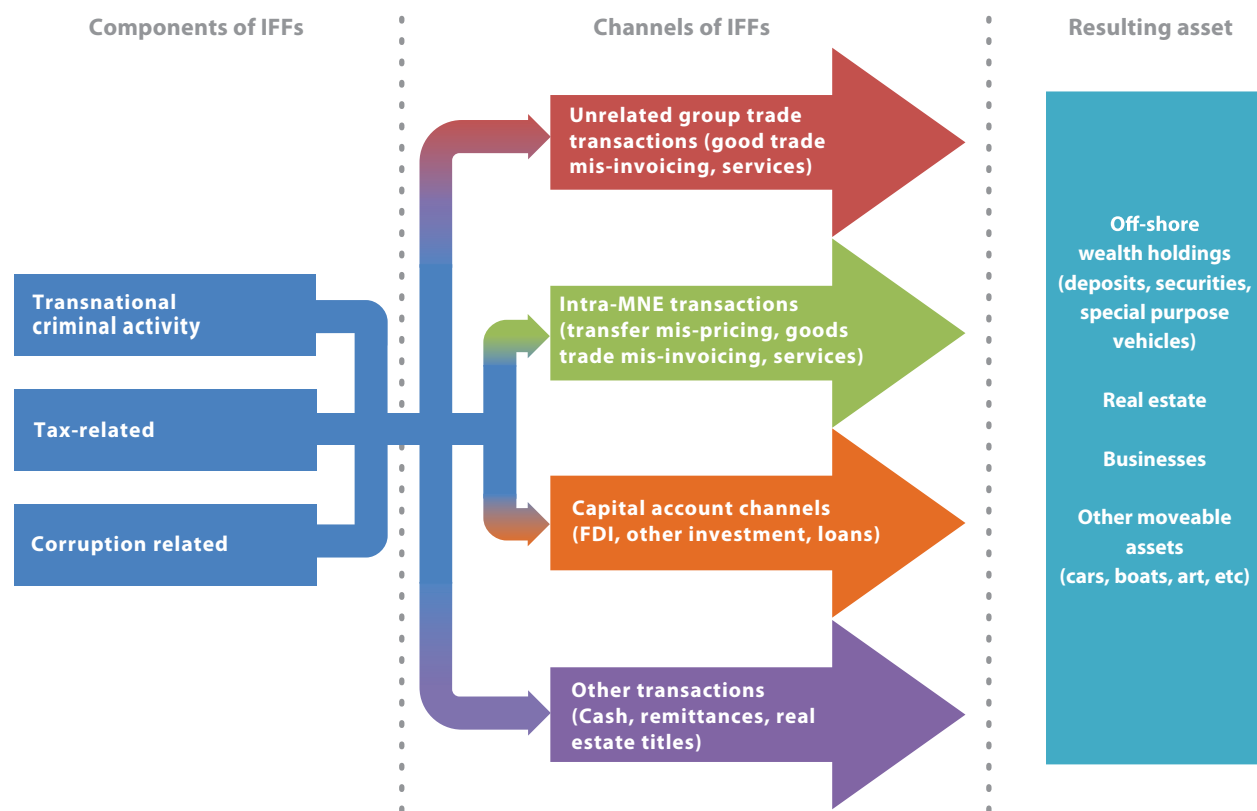 Components of IFFs
Channels of IFFs
Resulting asset
Transnational
criminal activity
Tax-related
Corruption related
Unrelated group trade
transactions (good trade
mis-invoicing, services)
Intra-MNE transactions
(transfer mis-pricing, goods
trade mis-invoicing, services)
Capital account channels
(FDI, other investment, loans)
Other transactions
(Cash, remittances, real
estate titles)
Off-shore
wealth holdings
(deposits, securities,
special purpose
vehicles)
Real estate
Businesses
Other moveable
assets
(cars, boats, art, etc)